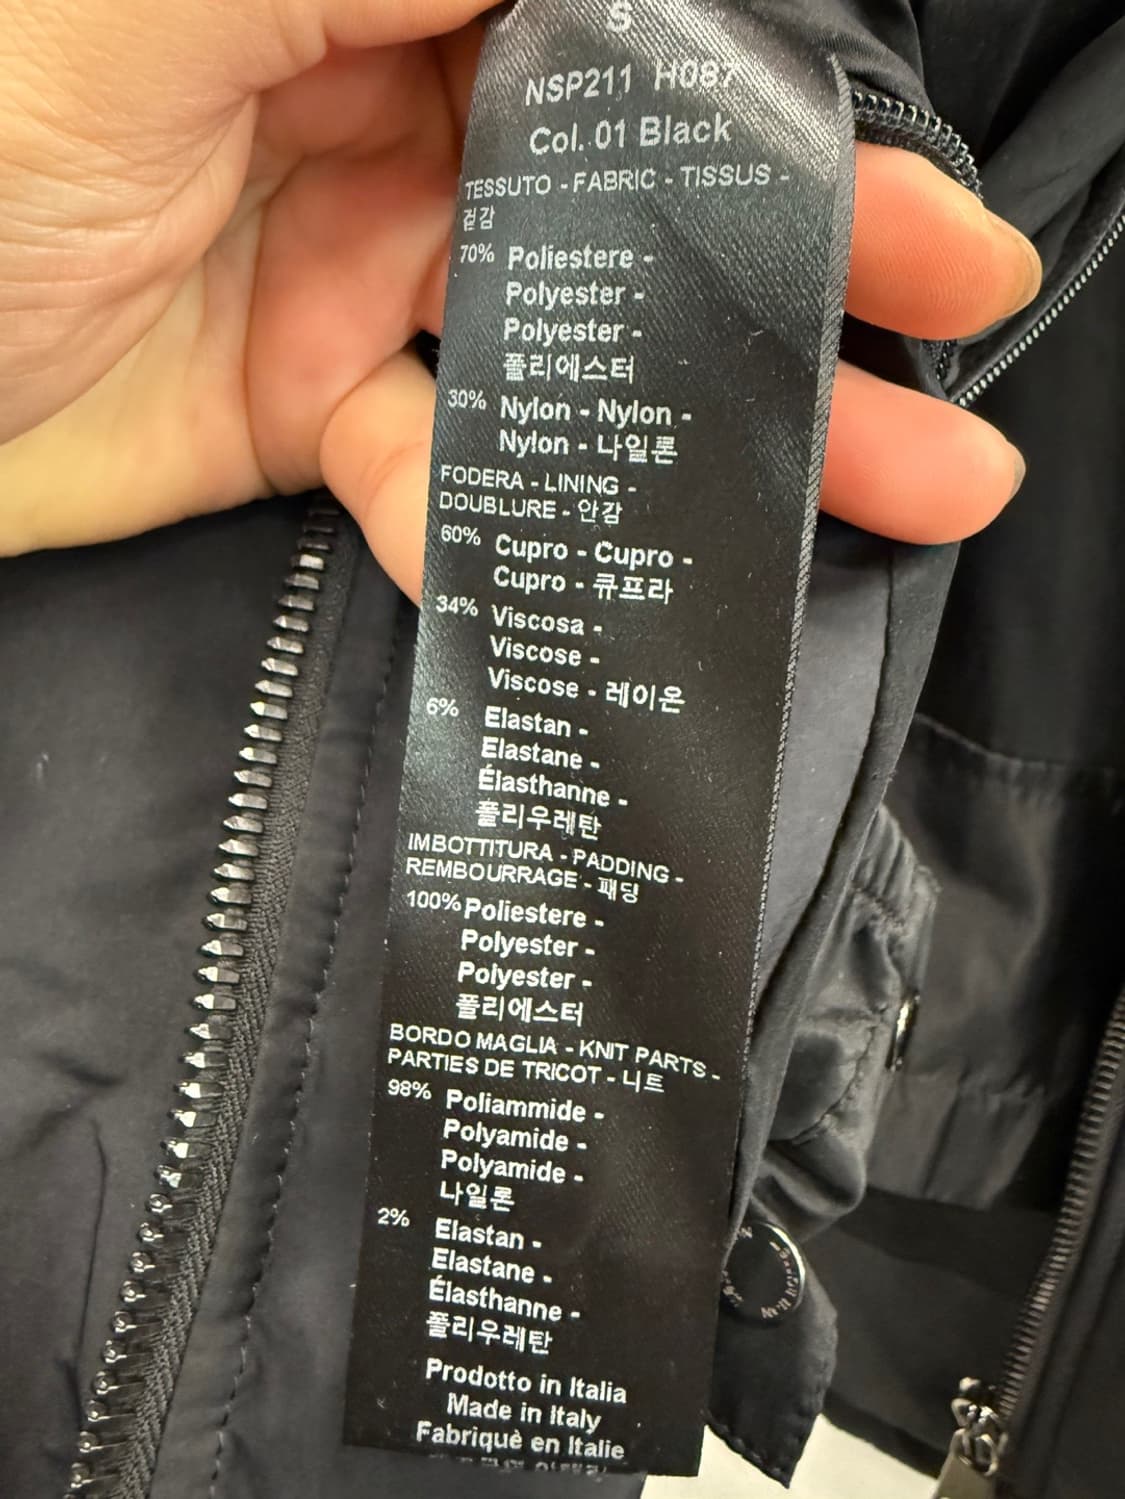 S
NSP211 H087
Col. 01 Black
TESSUTO - FABRIC - TISSUS -
겉감
70% Poliestere -
Polyester -
Polyester -
폴리에스터
30% Nylon - Nylon -
Nylon - 나일론
FODERA - LINING -
DOUBLURE - 안감
60% Cupro - Cupro -
Cupro - 큐프라
34% Viscosa -
Viscose -
Viscose - 레이온
6% Elastan -
Elastane -
Élasthanne -
폴리우레탄
IMBOTTITURA - PADDING -
REMBOURRAGE - 패딩
100% Poliestere -
Polyester -
Polyester -
폴리에스터
BORDO MAGLIA - KNIT PARTS -
PARTIES DE TRICOT - 니트
98% Poliammide -
Polyamide -
Polyamide -
나일론
2% Elastan -
Elastane -
Élasthanne -
폴리우레탄
Prodotto in Italia
Made in Italy
Fabriquè en Italie